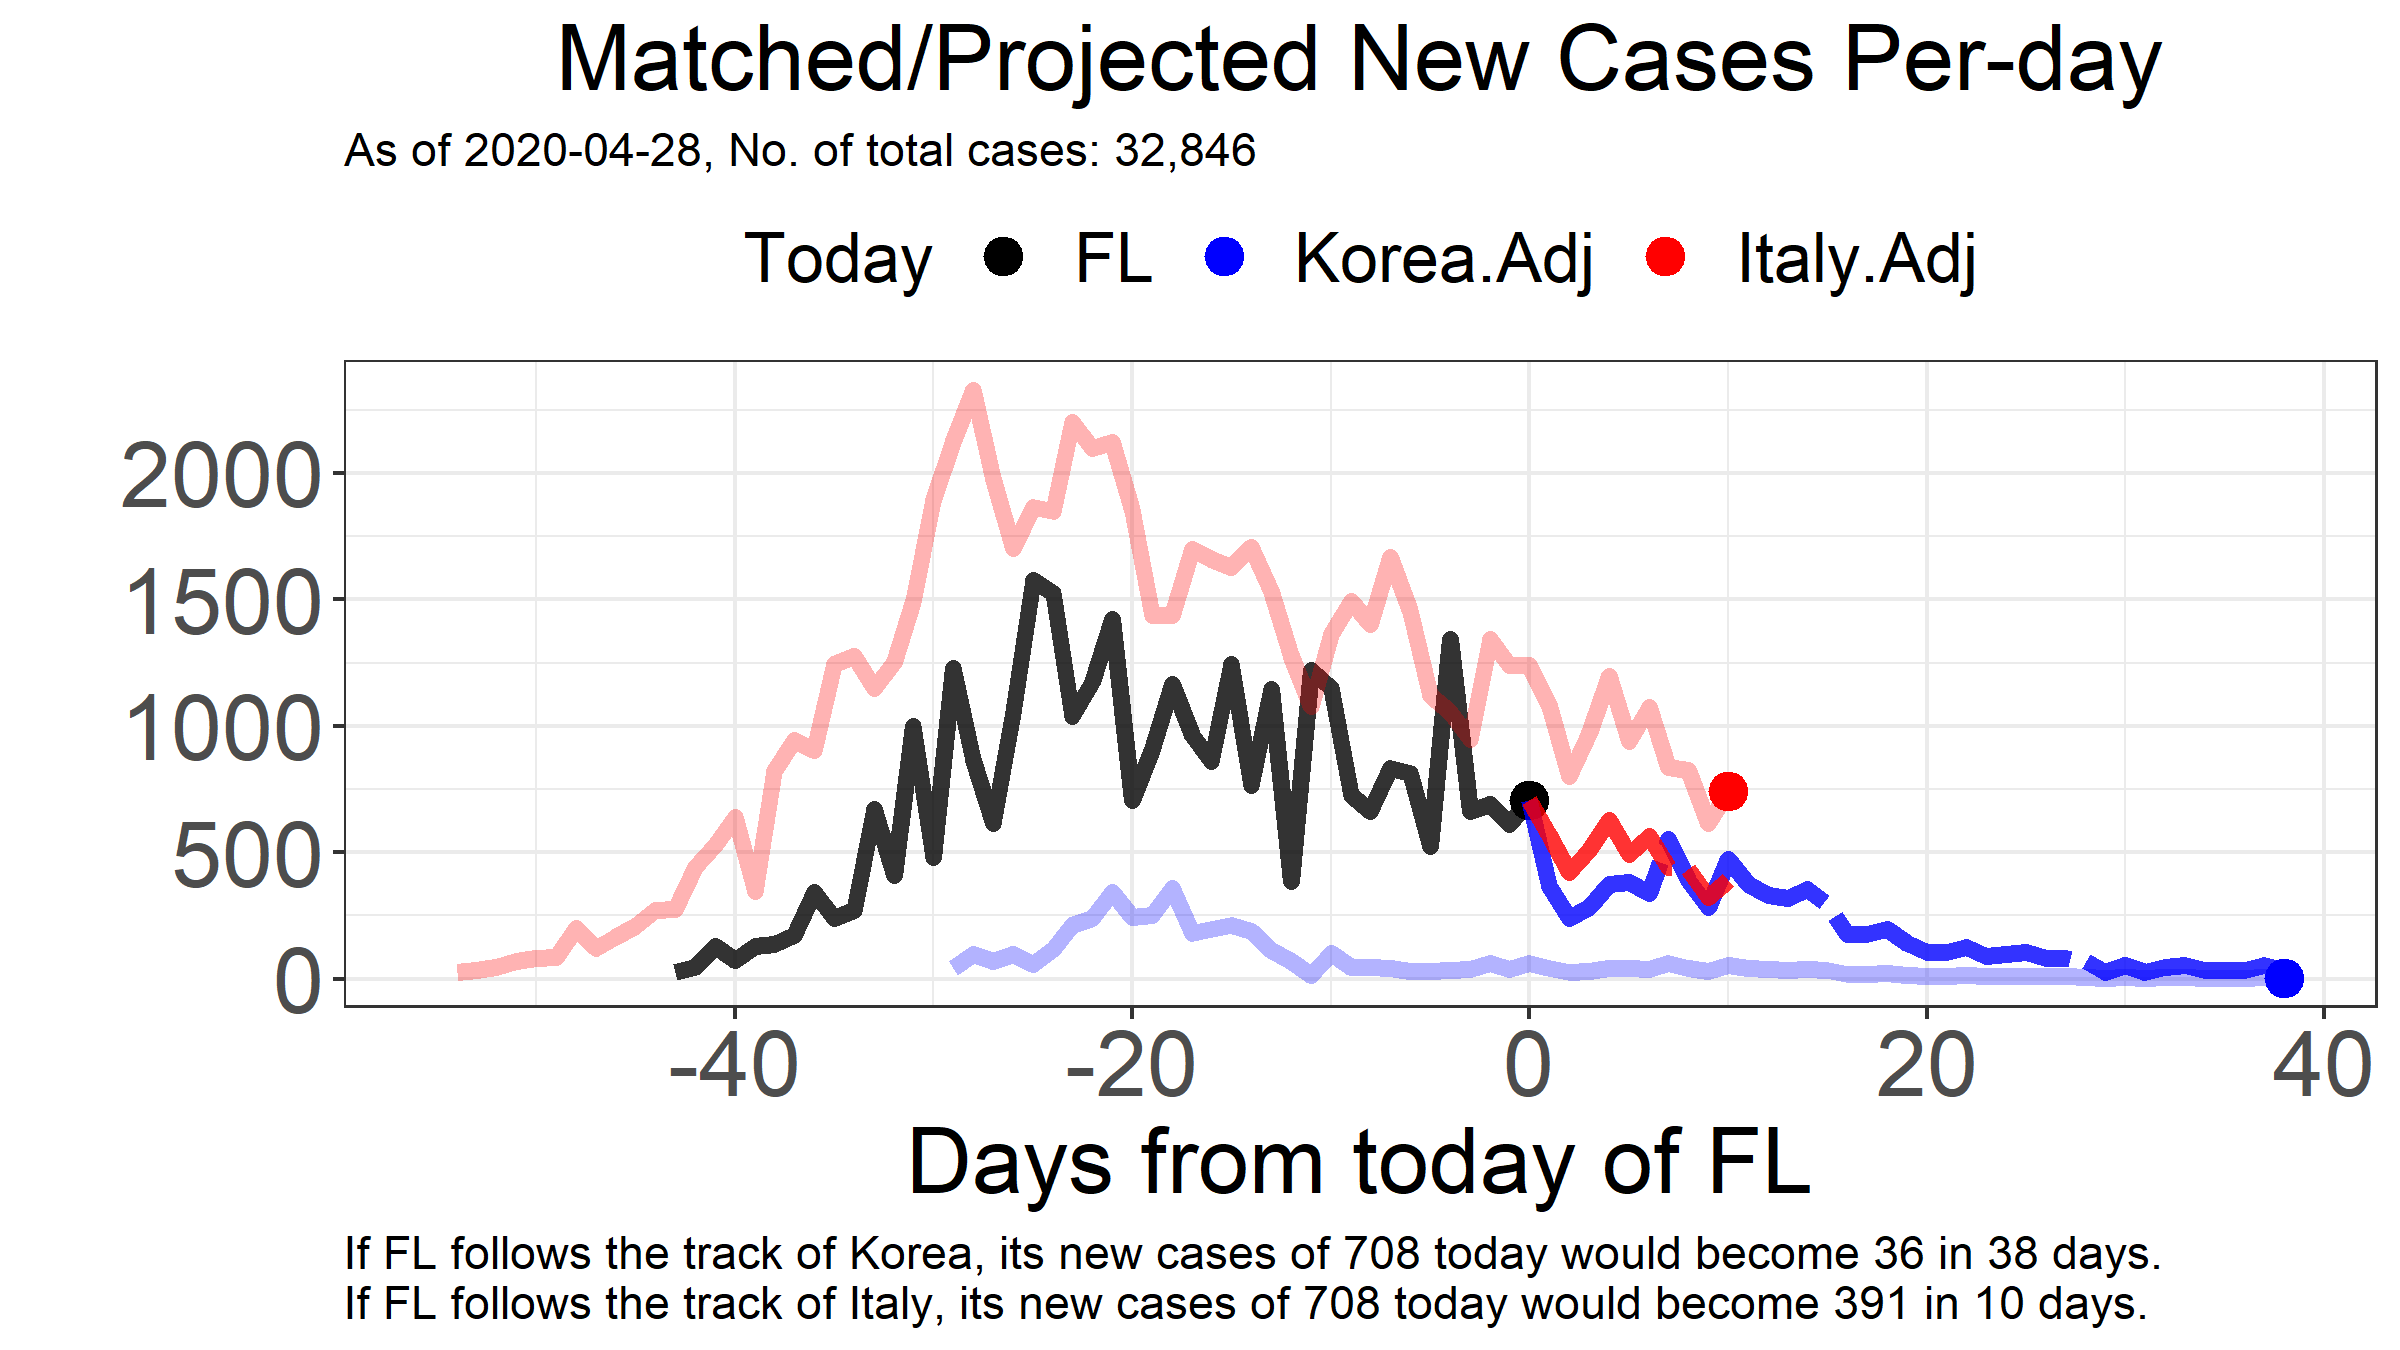 Matched/Projected New Cases Per-day
As of 2020-04-28, No. of total cases: 32,846
Today FL Korea.Adj Italy.Adj
2000
1500
1000
500
0
-40 -20 0 20 40
Days from today of FL
If FL follows the track of Korea, its new cases of 708 today would become 36 in 38 days.
If FL follows the track of Italy, its new cases of 708 today would become 391 in 10 days.